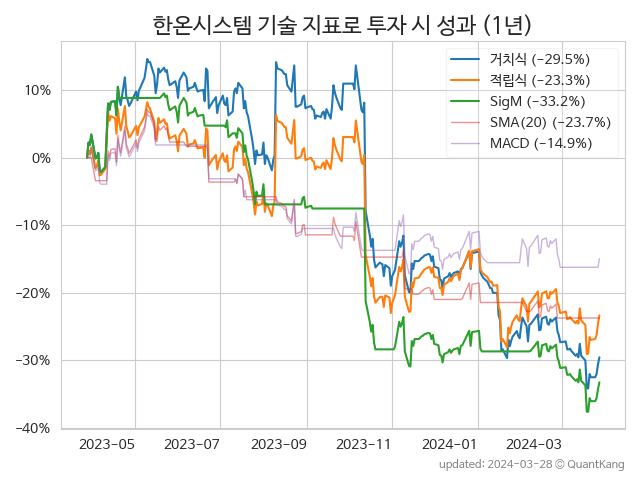 한온시스템 기술 지표로 투자 시 성과 (1년)
거치식 (−29.5%)
적립식 (−23.3%)
SigM (−33.2%)
SMA(20) (−23.7%)
MACD (−14.9%)
10%
0%
−10%
−20%
−30%
−40%
2023-05 2023-07 2023-09 2023-11 2024-01 2024-03
updated: 2024-03-28 © QuantKang